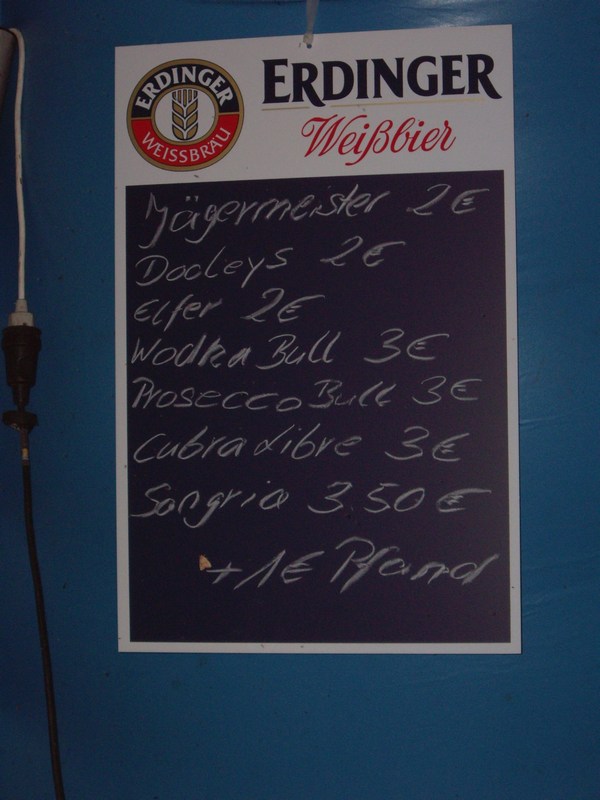 ERDINGER
WEISSBRÄU
ERDINGER
Weißbier
Jägermeister 2€
Dooleys 2€
Elfer 2€
Wodka Bull 3€
Prosecco Bull 3€
Cubra Libre 3€
Sangria 3.50€
+ 1€ Pfand